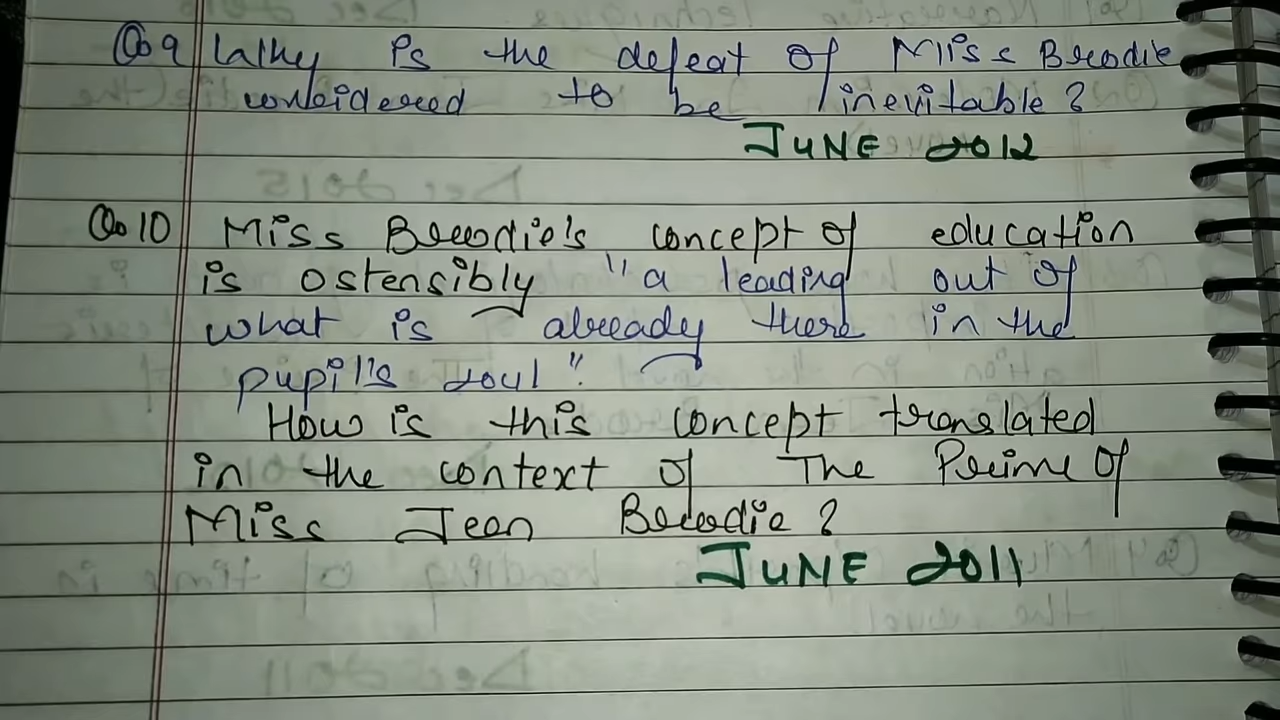 Q.9 Why is the defeat of Miss Brodie
considered to be inevitable?
JUNE 2012
Q.10 Miss Brodie's concept of education
is ostensibly "a leading out of
what is already there in the
pupil's soul".
How is this concept translated
in the context of The Prime Of
Miss Jean Brodie?
JUNE 2011